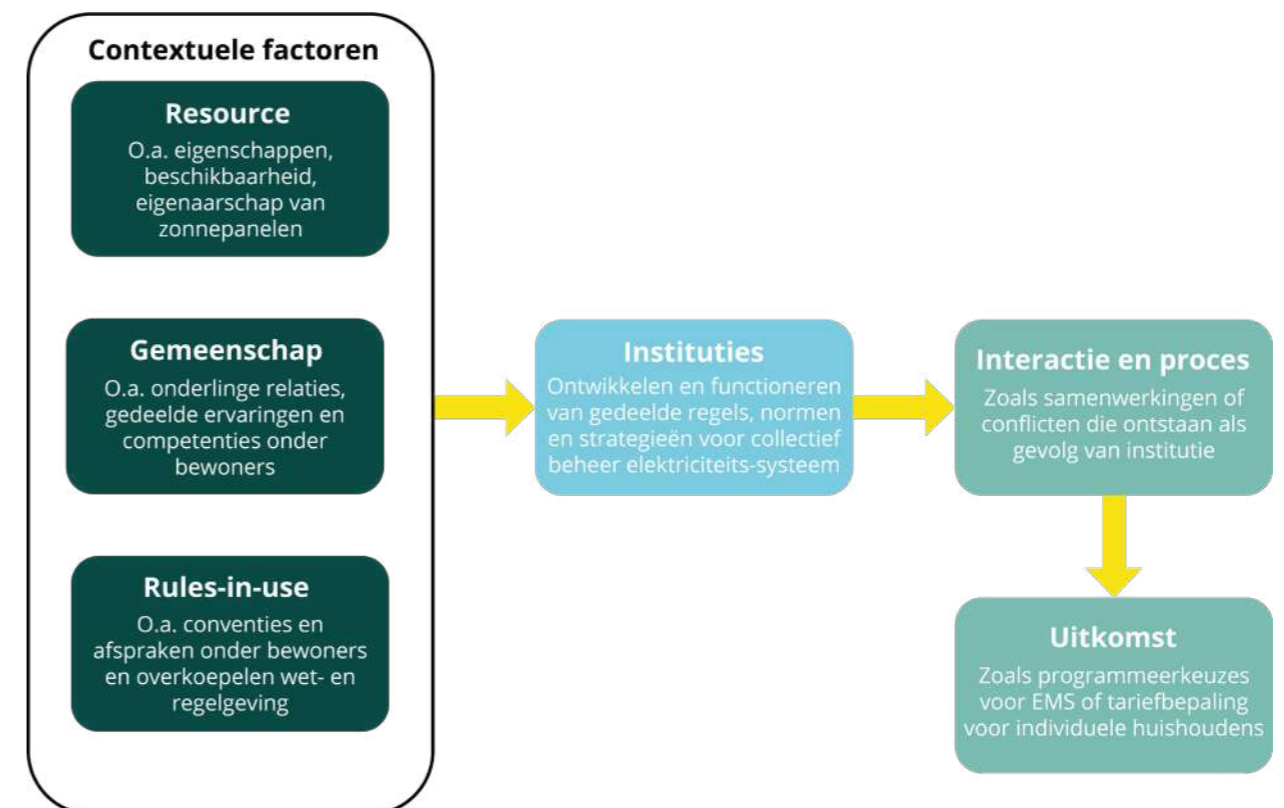 Contextuele factoren
Resource
O.a. eigenschappen,
beschikbaarheid,
eigenaarschap van
zonnepanelen
Gemeenschap
O.a. onderlinge relaties,
gedeelde ervaringen en
competenties onder
bewoners
Rules-in-use
O.a. conventies en
afspraken onder bewoners
en overkoepelen wet- en
regelgeving
Instituties
Ontwikkelen en functioneren
van gedeelde regels, normen
en strategieën voor collectief
beheer elektriciteits-systeem
Interactie en proces
Zoals samenwerkingen of
conflicten die ontstaan als
gevolg van institutie
Uitkomst
Zoals programmeerkeuzes
voor EMS of tariefbepaling
voor individuele huishoudens